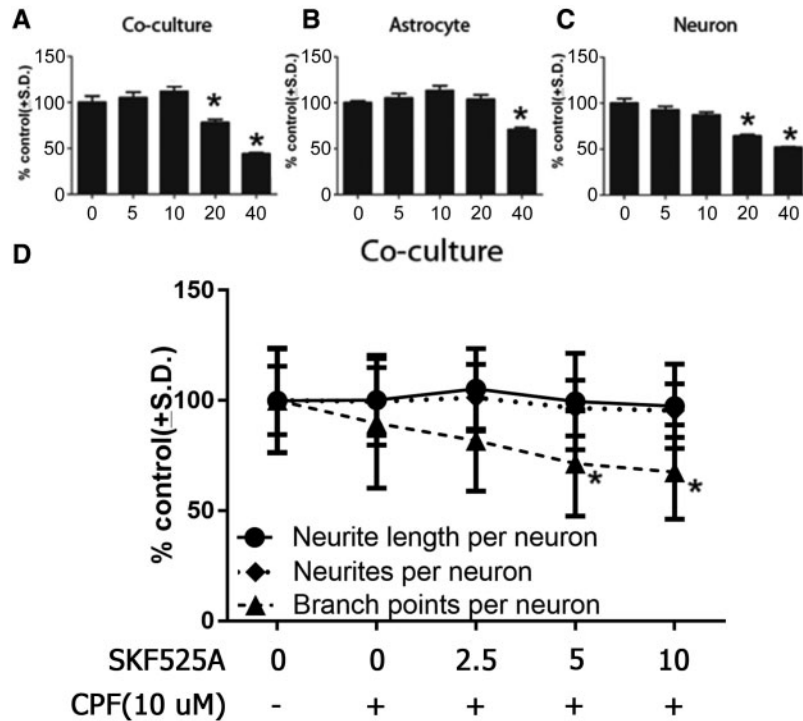 A Co-culture
% control(±S.D.)
150
100
50
0
0 5 10 20 40
* *
B Astrocyte
% control(±S.D.)
150
100
50
0
0 5 10 20 40
*
C Neuron
% control(±S.D.)
150
100
50
0
0 5 10 20 40
* *
D Co-culture
% control(±S.D.)
150
100
50
0
* *
Neurite length per neuron
Neurites per neuron
Branch points per neuron
SKF525A 0 0 2.5 5 10
CPF(10 uM) - + + + +